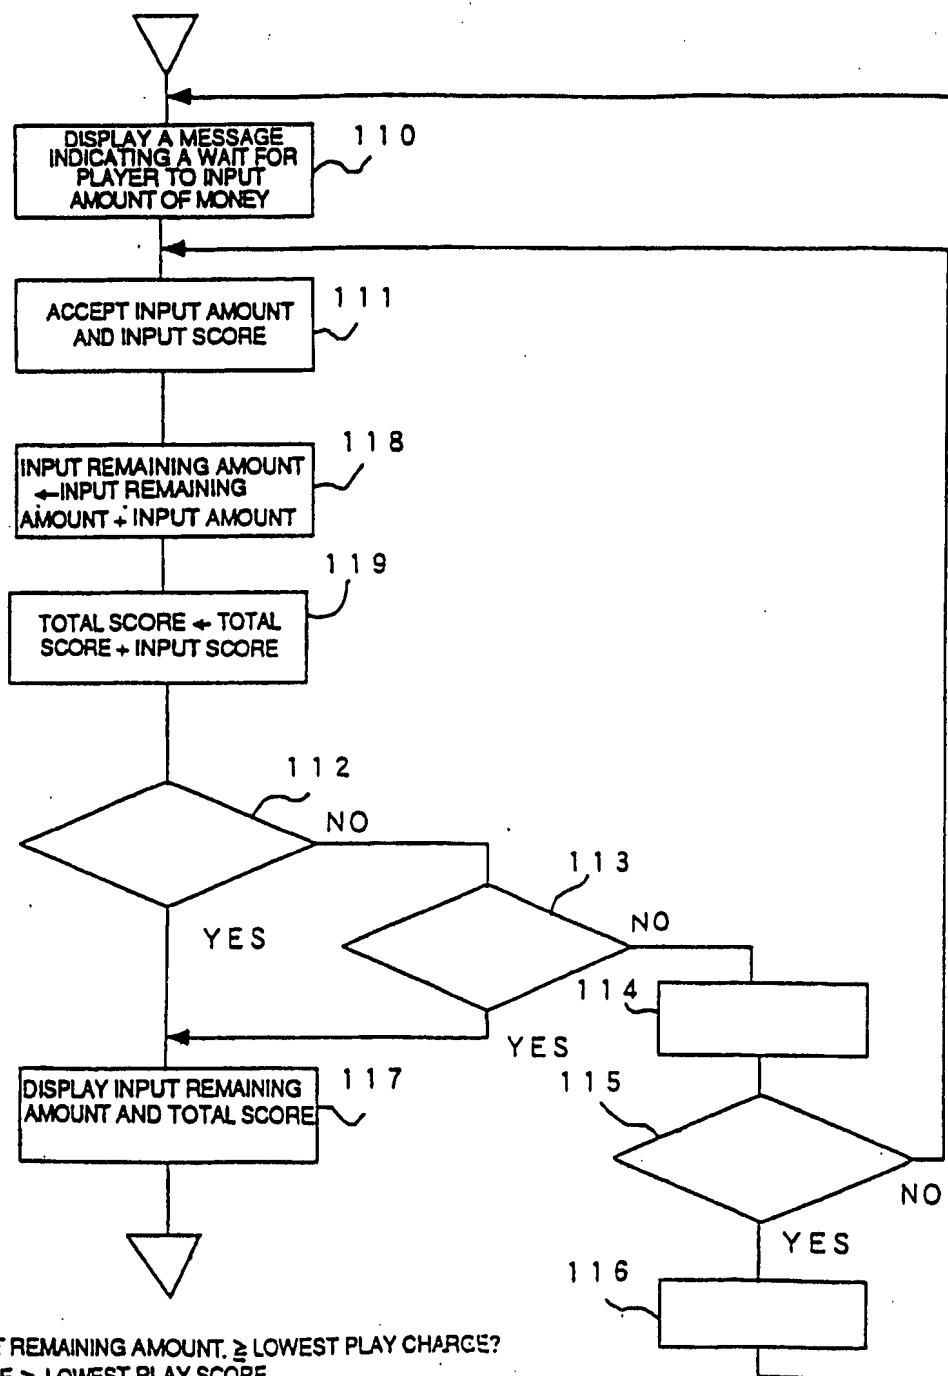 110
DISPLAY A MESSAGE
INDICATING A WAIT FOR
PLAYER TO INPUT
AMOUNT OF MONEY
111
ACCEPT INPUT AMOUNT
AND INPUT SCORE
118
INPUT REMAINING AMOUNT
←INPUT REMAINING
AMOUNT + INPUT AMOUNT
119
TOTAL SCORE ← TOTAL
SCORE + INPUT SCORE
112
NO
YES
113
NO
YES
114
117
DISPLAY INPUT REMAINING
AMOUNT AND TOTAL SCORE
115
NO
YES
116
REMAINING AMOUNT. ≥ LOWEST PLAY CHARGE?
≥ LOWEST PLAY SCORE